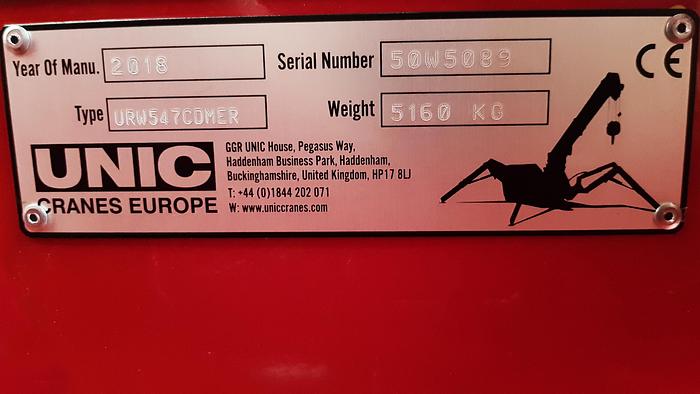 Year Of Manu. 2018 Serial Number 50W5089 CE
Type URW547CDMER Weight 5160 KG
UNIC
CRANES EUROPE
GGR UNIC House, Pegasus Way,
Haddenham Business Park, Haddenham,
Buckinghamshire, United Kingdom, HP17 8LJ
T: +44 (0)1844 202 071
W: www.uniccranes.com